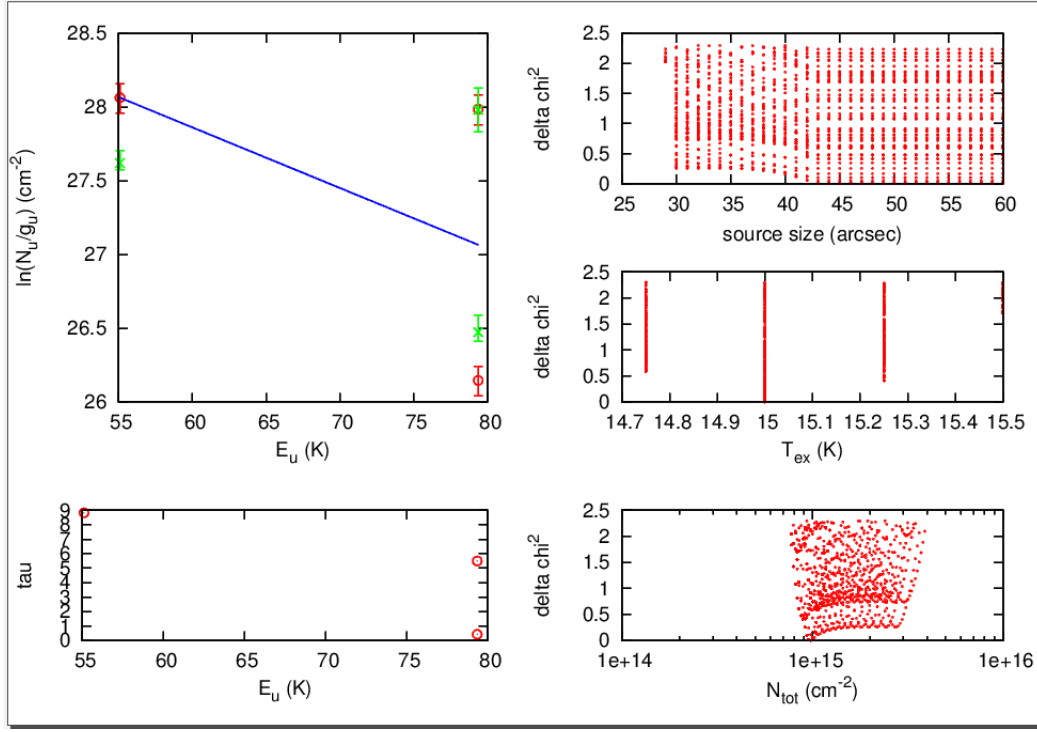 28.5
28
27.5
27
26.5
26
ln(N_u/g_u) (cm^-2)
55 60 65 70 75 80
E_u (K)
2.5
2
1.5
1
0.5
0
delta chi^2
25 30 35 40 45 50 55 60
source size (arcsec)
2.5
2
1.5
1
0.5
0
delta chi^2
14.7 14.8 14.9 15 15.1 15.2 15.3 15.4 15.5
T_ex (K)
9
8
7
6
5
4
3
2
1
0
tau
55 60 65 70 75 80
E_u (K)
2.5
2
1.5
1
0.5
0
delta chi^2
1e+14 1e+15 1e+16
N_tot (cm^-2)